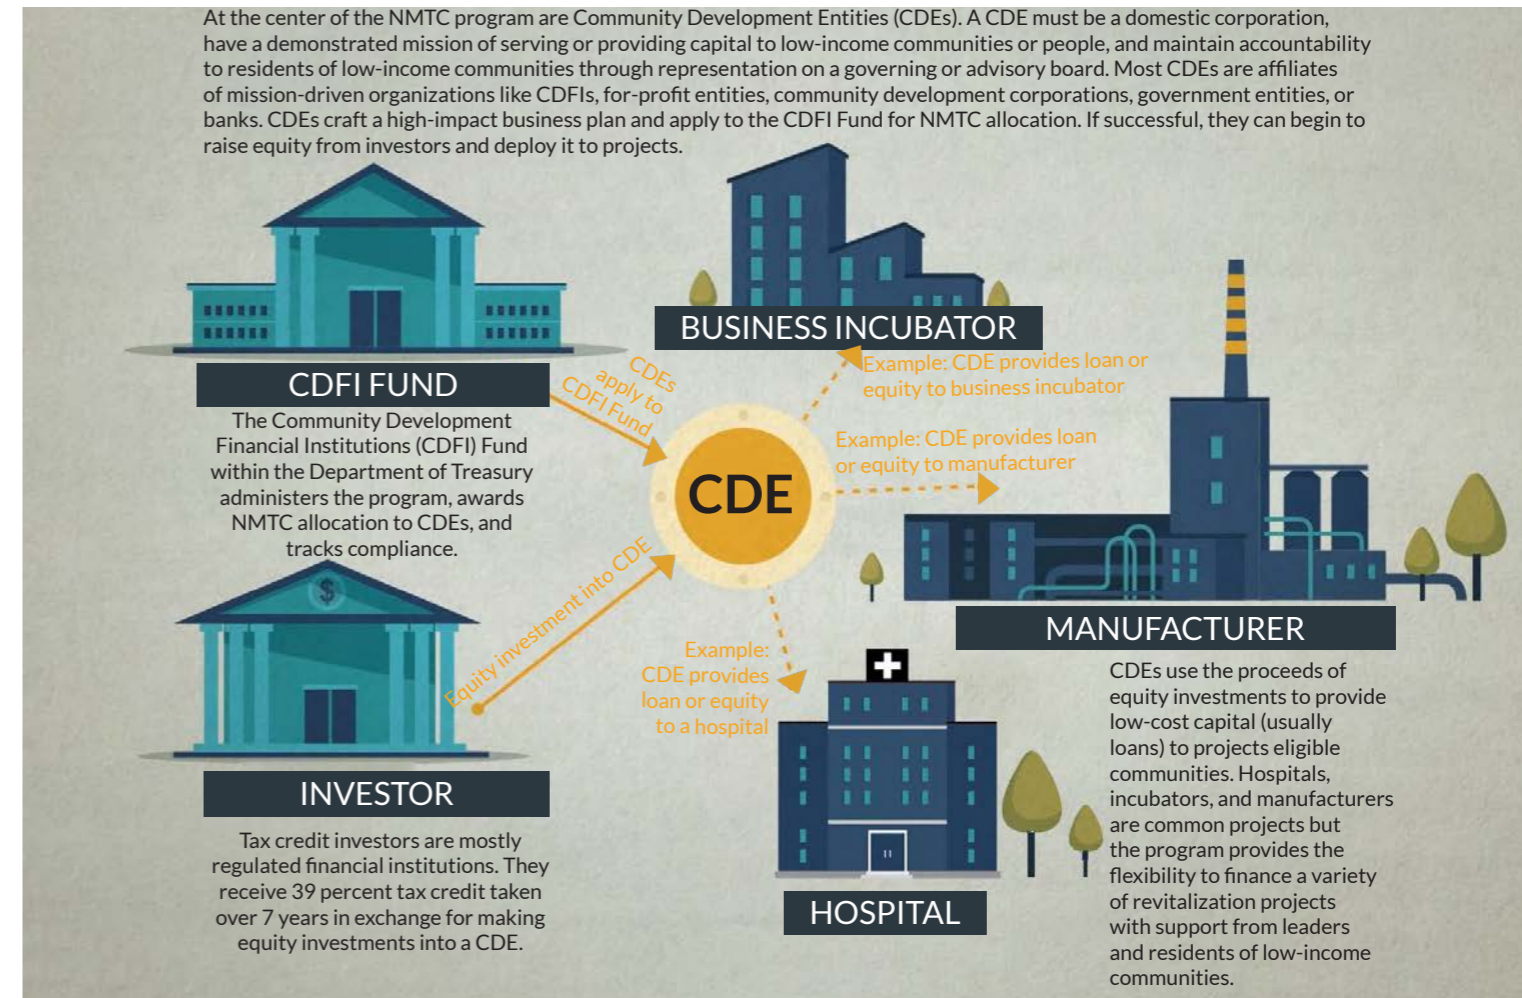 At the center of the NMTC program are Community Development Entities (CDEs). A CDE must be a domestic corporation,
have a demonstrated mission of serving or providing capital to low-income communities or people, and maintain accountability
to residents of low-income communities through representation on a governing or advisory board. Most CDEs are affiliates
of mission-driven organizations like CDFIs, for-profit entities, community development corporations, government entities, or
banks. CDEs craft a high-impact business plan and apply to the CDFI Fund for NMTC allocation. If successful, they can begin to
raise equity from investors and deploy it to projects.
BUSINESS INCUBATOR
Example: CDE provides loan or
equity to business incubator
CDFI FUND
The Community Development
Financial Institutions (CDFI) Fund
within the Department of Treasury
administers the program, awards
NMTC allocation to CDEs, and
tracks compliance.
CDEs
apply to
CDFI Fund
Example: CDE provides loan
or equity to manufacturer
CDE
Equity investment into CDE
$
Example:
CDE provides
loan or equity
to a hospital
MANUFACTURER
CDEs use the proceeds of
equity investments to provide
low-cost capital (usually
loans) to projects eligible
communities. Hospitals,
incubators, and manufacturers
are common projects but
the program provides the
flexibility to finance a variety
of revitalization projects
with support from leaders
and residents of low-income
communities.
INVESTOR
Tax credit investors are mostly
regulated financial institutions. They
receive 39 percent tax credit taken
over 7 years in exchange for making
equity investments into a CDE.
HOSPITAL